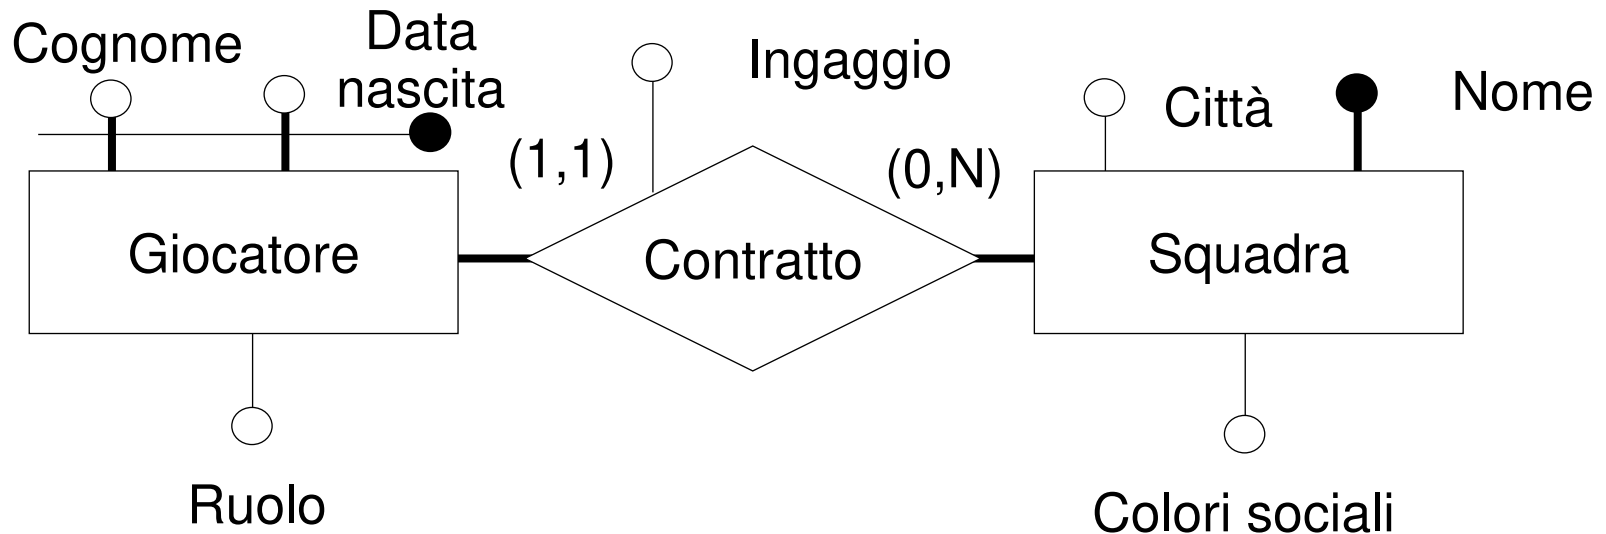 Cognome
Data
nascita
Ingaggio
Città
Nome
(1,1)
(0,N)
Giocatore
Contratto
Squadra
Ruolo
Colori sociali